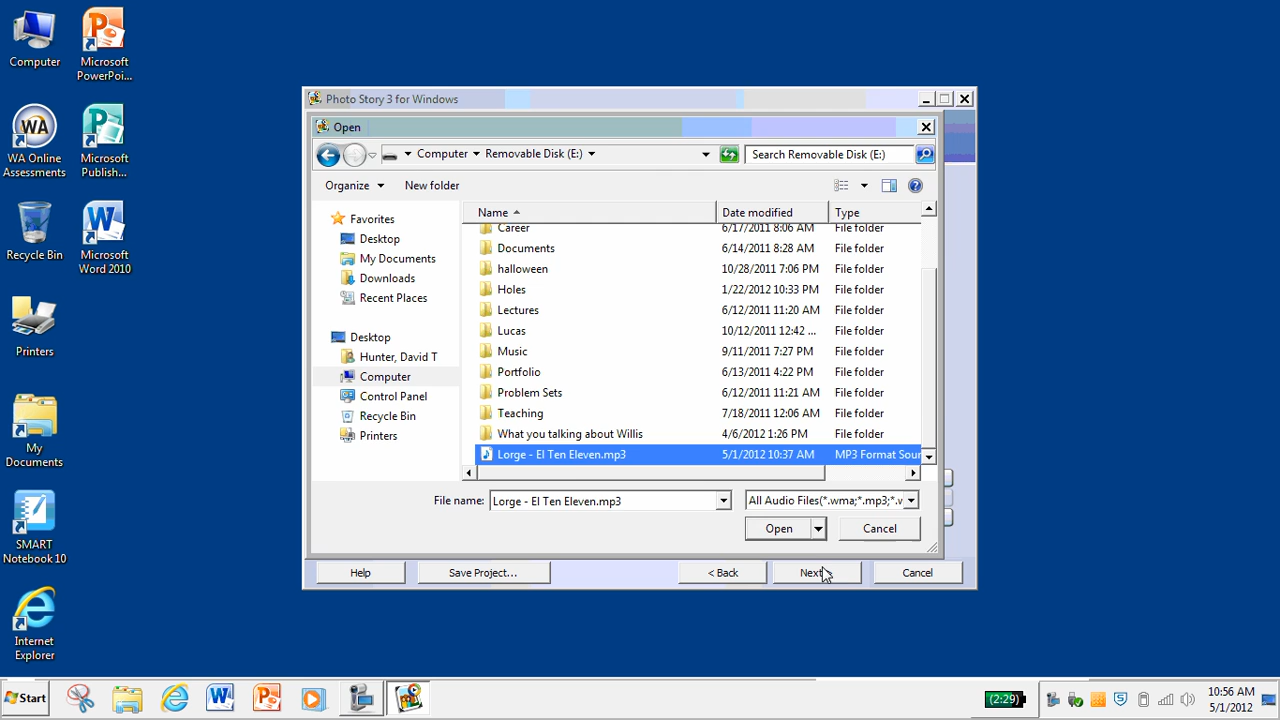 Computer
Microsoft PowerPoi...
WA
WA Online Assessments
Microsoft Publish...
Recycle Bin
Microsoft Word 2010
Printers
My Documents
SMART Notebook 10
Internet Explorer
Photo Story 3 for Windows
Open
Computer
Removable Disk (E:)
Search Removable Disk (E:)
Organize
New folder
Favorites
Desktop
My Documents
Downloads
Recent Places
Desktop
Hunter, David T
Computer
Control Panel
Recycle Bin
Printers
Name Date modified Type
Career 6/17/2011 8:06 AM File folder
Documents 6/14/2011 8:28 AM File folder
halloween 10/28/2011 7:06 PM File folder
Holes 1/22/2012 10:33 PM File folder
Lectures 6/12/2011 11:20 AM File folder
Lucas 10/12/2011 12:42 ... File folder
Music 9/11/2011 7:27 PM File folder
Portfolio 6/13/2011 4:22 PM File folder
Problem Sets 6/12/2011 11:21 AM File folder
Teaching 7/18/2011 12:06 AM File folder
What you talking about Willis 4/6/2012 1:26 PM File folder
Lorge - El Ten Eleven.mp3 5/1/2012 10:37 AM MP3 Format Sour
File name: Lorge - El Ten Eleven.mp3 All Audio Files(*.wma;*.mp3;*.v
Open Cancel
Help Save Project... < Back Next > Cancel
Start
(2:29)
10:56 AM
5/1/2012